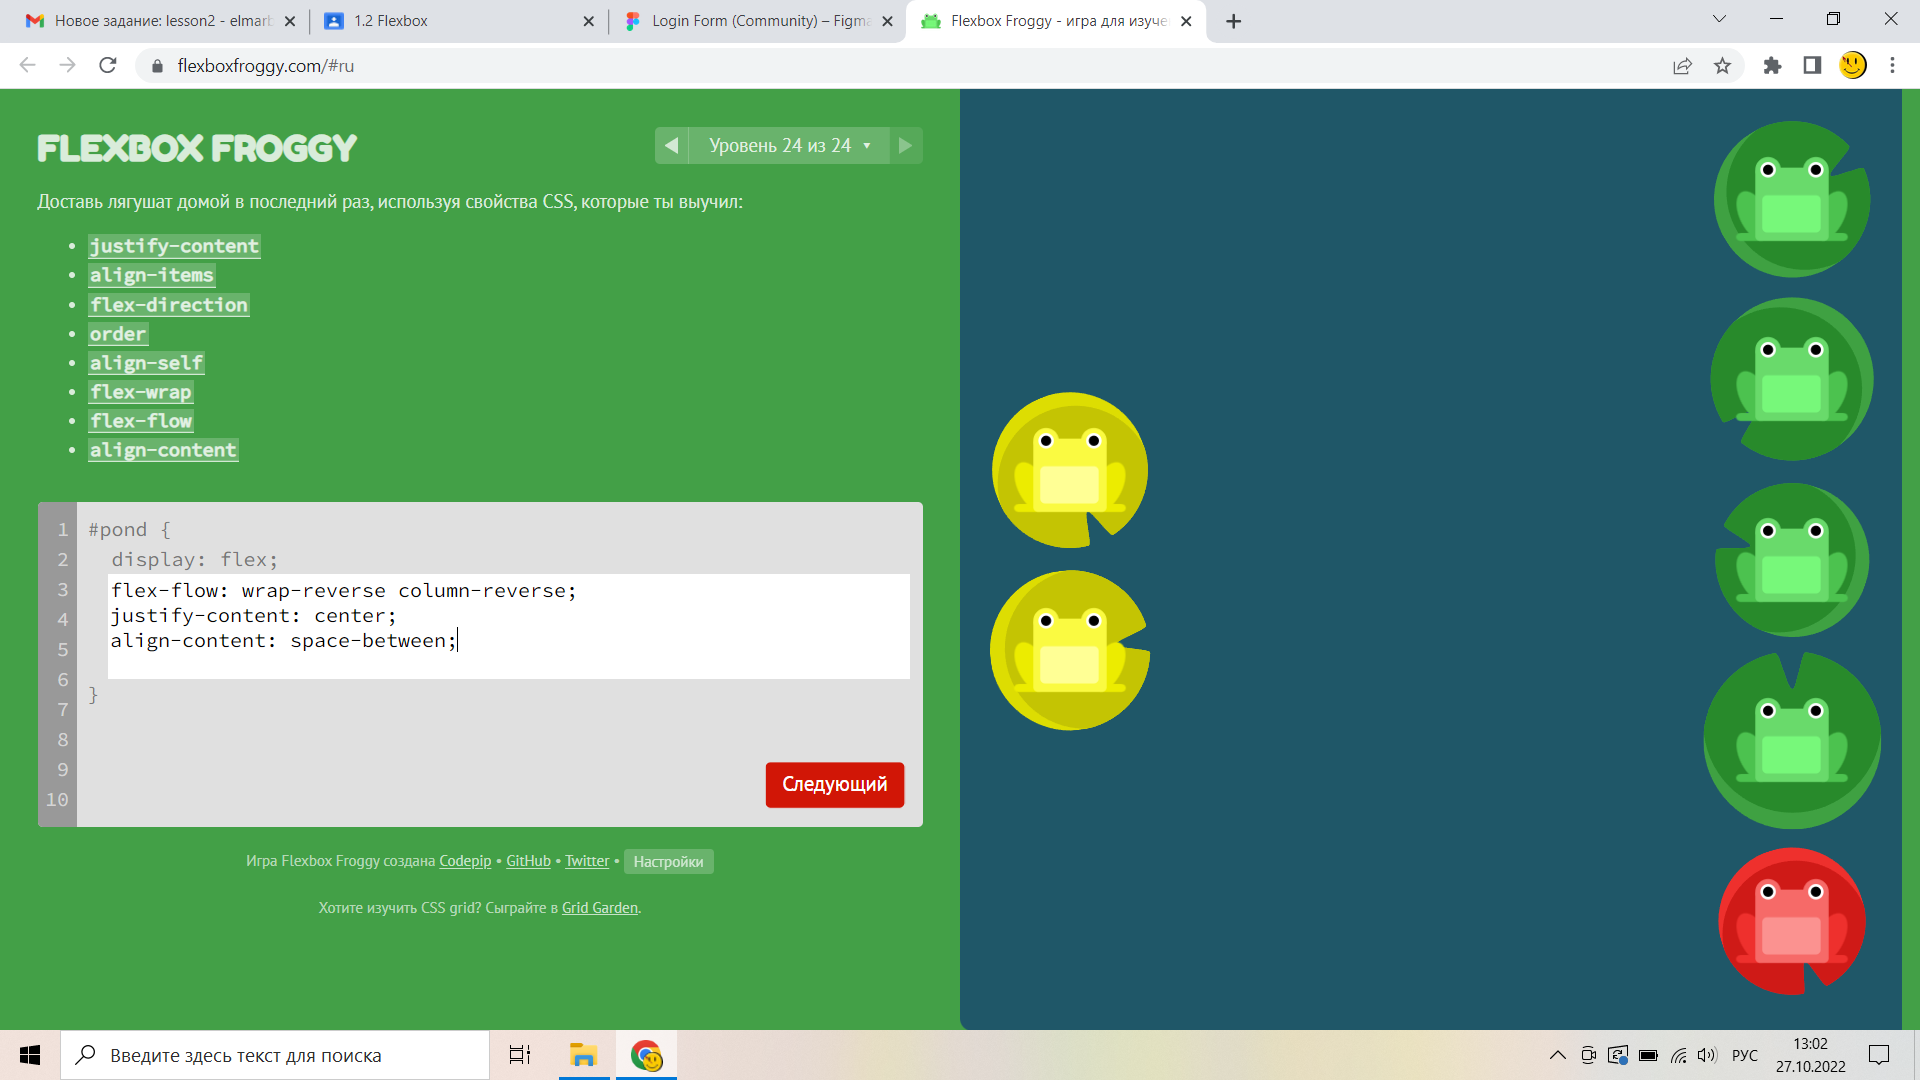 Новое задание: lesson2 - elmarb
1.2 Flexbox
Login Form (Community) – Figma
Flexbox Froggy - игра для изуче
flexboxfroggy.com/#ru
FLEXBOX FROGGY
Уровень 24 из 24
Доставь лягушат домой в последний раз, используя свойства CSS, которые ты выучил:
• justify-content
• align-items
• flex-direction
• order
• align-self
• flex-wrap
• flex-flow
• align-content
1 #pond {
2 display: flex;
3 flex-flow: wrap-reverse column-reverse;
4 justify-content: center;
5 align-content: space-between;
6
7 }
8
9
10
Следующий
Игра Flexbox Froggy создана Codepip • GitHub • Twitter • Настройки
Хотите изучить CSS grid? Сыграйте в Grid Garden.
Введите здесь текст для поиска
РУС
13:02
27.10.2022